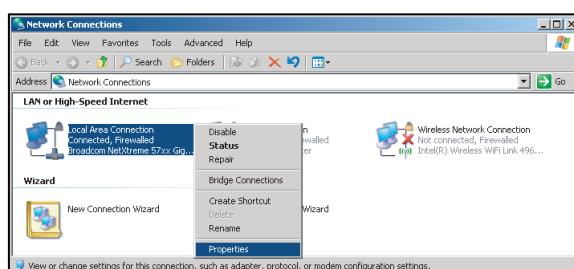 Network Connections
File Edit View Favorites Tools Advanced Help
Back Search Folders
Address Network Connections Go
LAN or High-Speed Internet
Local Area Connection
Connected, Firewalled
Broadcom NetXtreme 57xx Gig...
Disable
Status
Repair
Bridge Connections
Create Shortcut
Delete
Rename
Properties
Wireless Network Connection
Not connected, Firewalled
Intel(R) Wireless WiFi Link 496...
Wizard
New Connection Wizard
Wizard
View or change settings for this connection, such as adapter, protocol, or modem configuration settings.